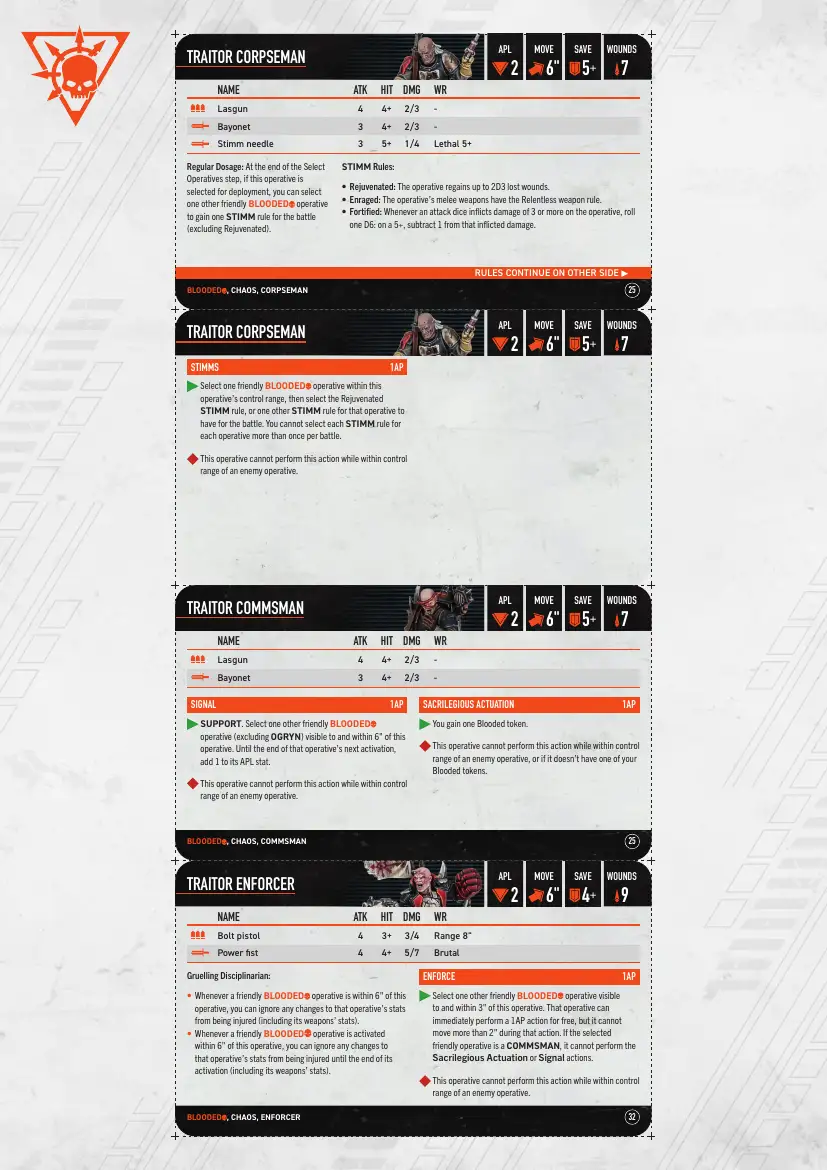 TRAITOR CORPSEMAN
APL MOVE SAVE WOUNDS
2 6" 5+ 7
NAME ATK HIT DMG WR
Lasgun 4 4+ 2/3 -
Bayonet 3 4+ 2/3 -
Stimm needle 3 5+ 1/4 Lethal 5+
Regular Dosage: At the end of the Select
Operatives step, if this operative is
selected for deployment, you can select
one other friendly BLOODED operative
to gain one STIMM rule for the battle
(excluding Rejuvenated).
STIMM Rules:
• Rejuvenated: The operative regains up to 2D3 lost wounds.
• Enraged: The operative's melee weapons have the Relentless weapon rule.
• Fortified: Whenever an attack dice inflicts damage of 3 or more on the operative, roll
one D6: on a 5+, subtract 1 from that inflicted damage.
RULES CONTINUE ON OTHER SIDE ▶
BLOODED, CHAOS, CORPSEMAN 25
TRAITOR CORPSEMAN
APL MOVE SAVE WOUNDS
2 6" 5+ 7
STIMMS 1AP
Select one friendly BLOODED operative within this
operative's control range, then select the Rejuvenated
STIMM rule, or one other STIMM rule for that operative to
have for the battle. You cannot select each STIMM rule for
each operative more than once per battle.
This operative cannot perform this action while within control
range of an enemy operative.
TRAITOR COMMSMAN
APL MOVE SAVE WOUNDS
2 6" 5+ 7
NAME ATK HIT DMG WR
Lasgun 4 4+ 2/3 -
Bayonet 3 4+ 2/3 -
SIGNAL 1AP
SUPPORT. Select one other friendly BLOODED
operative (excluding OGRYN) visible to and within 6" of this
operative. Until the end of that operative's next activation,
add 1 to its APL stat.
This operative cannot perform this action while within control
range of an enemy operative.
SACRILEGIOUS ACTUATION 1AP
You gain one Blooded token.
This operative cannot perform this action while within control
range of an enemy operative, or if it doesn't have one of your
Blooded tokens.
BLOODED, CHAOS, COMMSMAN 25
TRAITOR ENFORCER
APL MOVE SAVE WOUNDS
2 6" 4+ 9
NAME ATK HIT DMG WR
Bolt pistol 4 3+ 3/4 Range 8"
Power fist 4 4+ 5/7 Brutal
Gruelling Disciplinarian:
• Whenever a friendly BLOODED operative is within 6" of this
operative, you can ignore any changes to that operative's stats
from being injured (including its weapons' stats).
• Whenever a friendly BLOODED operative is activated
within 6" of this operative, you can ignore any changes to
that operative's stats from being injured until the end of its
activation (including its weapons' stats).
ENFORCE 1AP
Select one other friendly BLOODED operative visible
to and within 3" of this operative. That operative can
immediately perform a 1AP action for free, but it cannot
move more than 2" during that action. If the selected
friendly operative is a COMMSMAN, it cannot perform the
Sacrilegious Actuation or Signal actions.
This operative cannot perform this action while within control
range of an enemy operative.
BLOODED, CHAOS, ENFORCER 32